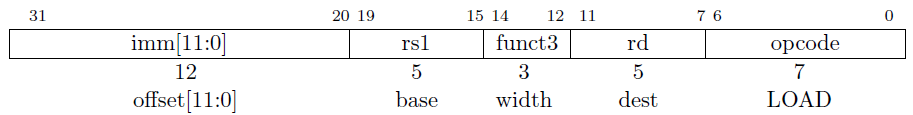 31 20 19 15 14 12 11 7 6 0
imm[11:0] rs1 funct3 rd opcode
12 5 3 5 7
offset[11:0] base width dest LOAD